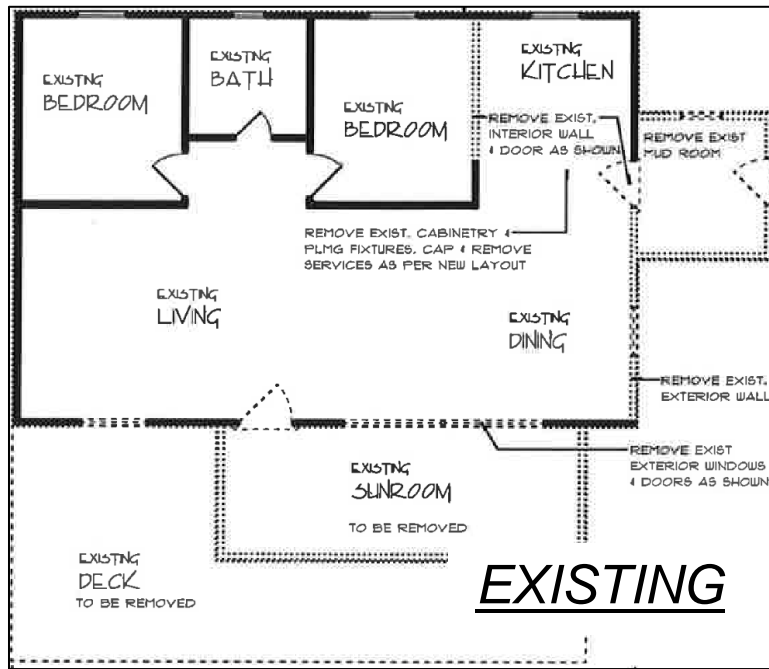 EXISTING
BEDROOM
EXISTING
BATH
EXISTING
BEDROOM
EXISTING
KITCHEN
REMOVE EXIST.
INTERIOR WALL
& DOOR AS SHOWN
REMOVE EXIST
MUD ROOM
REMOVE EXIST. CABINETRY &
PLMG FIXTURES. CAP & REMOVE
SERVICES AS PER NEW LAYOUT
EXISTING
LIVING
EXISTING
DINING
REMOVE EXIST.
EXTERIOR WALL
REMOVE EXIST
EXTERIOR WINDOWS
& DOORS AS SHOWN
EXISTING
SUNROOM
TO BE REMOVED
EXISTING
DECK
TO BE REMOVED
EXISTING